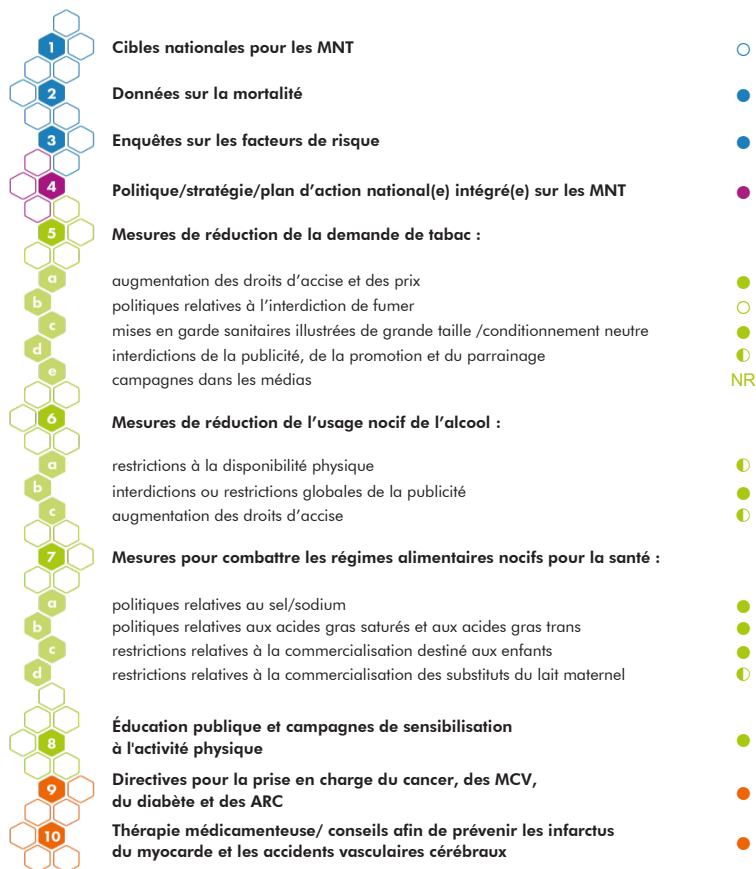 1 Cibles nationales pour les MNT ○
2 Données sur la mortalité ●
3 Enquêtes sur les facteurs de risque ●
4 Politique/stratégie/plan d'action national(e) intégré(e) sur les MNT ●
5 Mesures de réduction de la demande de tabac :
a augmentation des droits d'accise et des prix ●
b politiques relatives à l'interdiction de fumer ○
c mises en garde sanitaires illustrées de grande taille /conditionnement neutre ●
d interdictions de la publicité, de la promotion et du parrainage ◐
e campagnes dans les médias NR
6 Mesures de réduction de l'usage nocif de l'alcool :
a restrictions à la disponibilité physique ◐
b interdictions ou restrictions globales de la publicité ●
c augmentation des droits d'accise ◐
7 Mesures pour combattre les régimes alimentaires nocifs pour la santé :
a politiques relatives au sel/sodium ●
b politiques relatives aux acides gras saturés et aux acides gras trans ●
c restrictions relatives à la commercialisation destiné aux enfants ●
d restrictions relatives à la commercialisation des substituts du lait maternel ◐
Éducation publique et campagnes de sensibilisation
8 à l'activité physique ●
9 Directives pour la prise en charge du cancer, des MCV,
du diabète et des ARC ●
10 Thérapie médicamenteuse/ conseils afin de prévenir les infarctus
du myocarde et les accidents vasculaires cérébraux ●